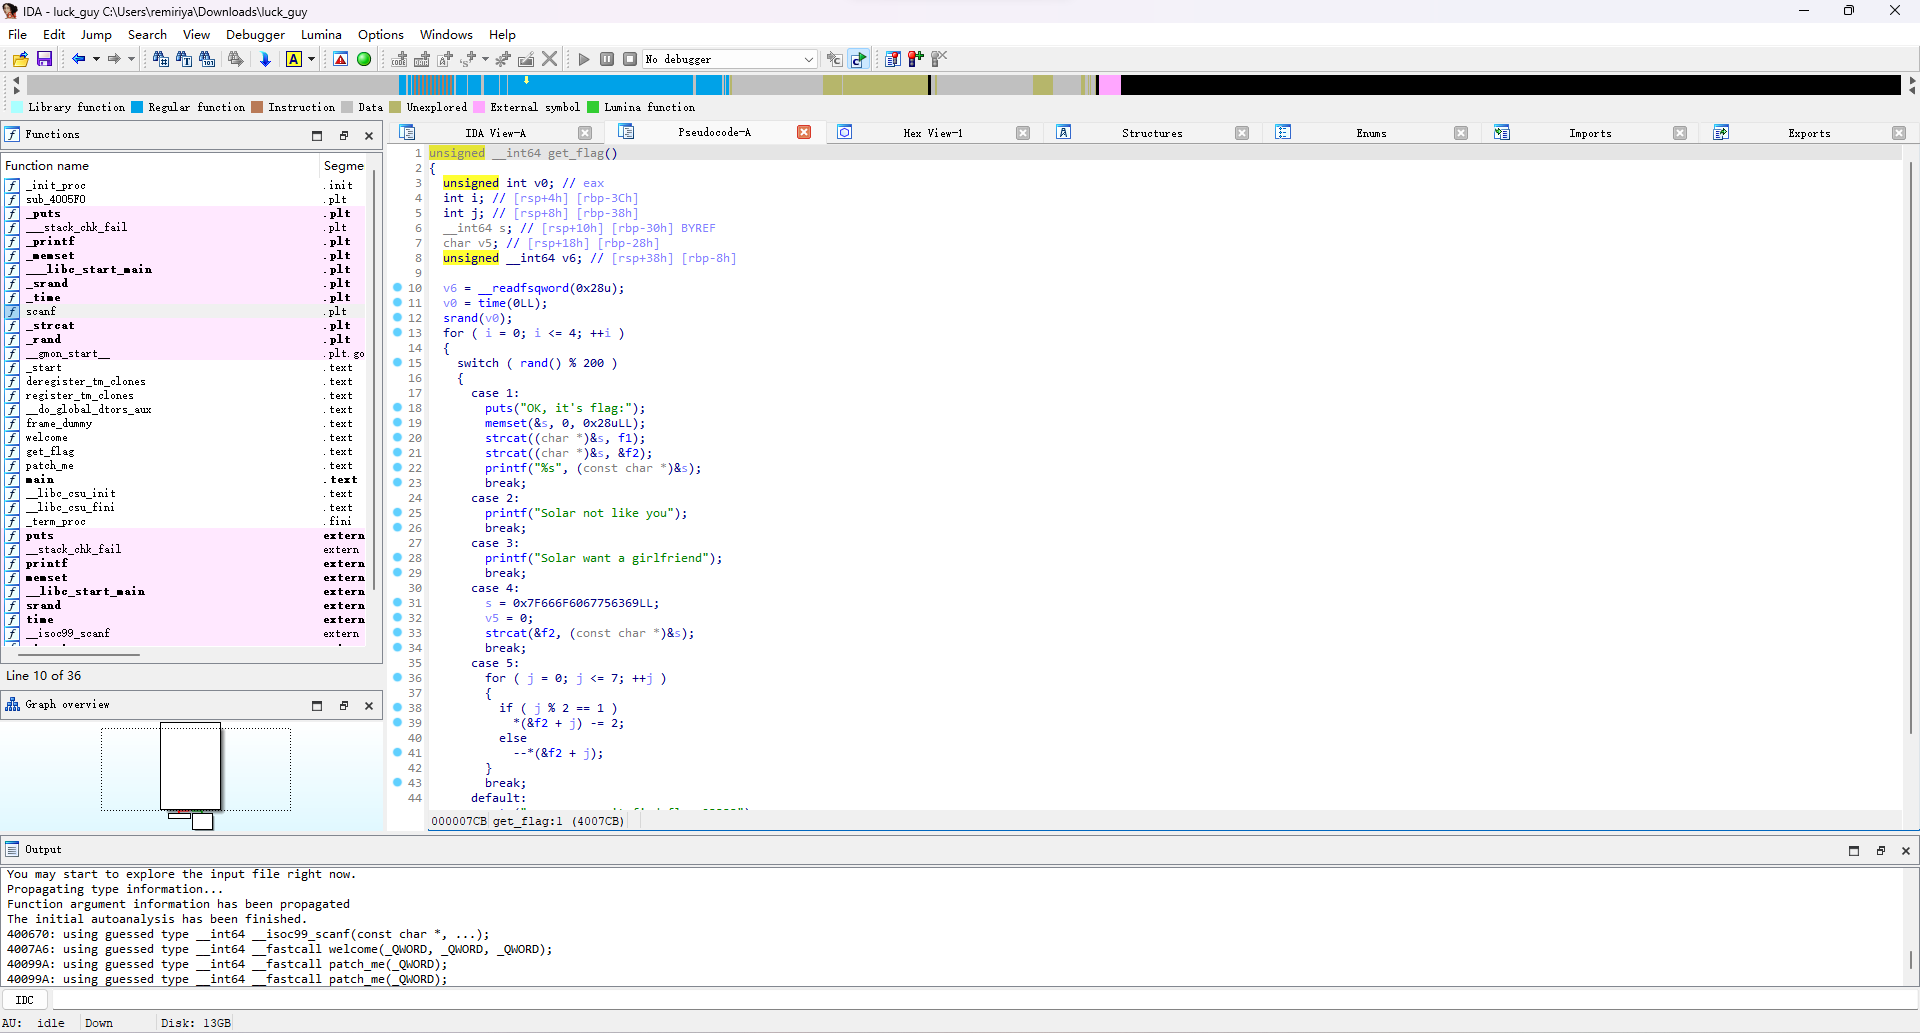 IDA - luck_guy C:\Users\remiriya\Downloads\luck_guy
File Edit Jump Search View Debugger Lumina Options Windows Help
No debugger
Library function Regular function Instruction Data Unexplored External symbol Lumina function
Functions
Function name Segme
_init_proc .init
sub_4005F0 .plt
_puts .plt
___stack_chk_fail .plt
_printf .plt
_memset .plt
___libc_start_main .plt
_srand .plt
_time .plt
scanf .plt
_strcat .plt
_rand .plt
__gmon_start__ .plt.go
_start .text
deregister_tm_clones .text
register_tm_clones .text
__do_global_dtors_aux .text
frame_dummy .text
welcome .text
get_flag .text
patch_me .text
main .text
__libc_csu_init .text
__libc_csu_fini .text
_term_proc .fini
puts extern
__stack_chk_fail extern
printf extern
memset extern
__libc_start_main extern
srand extern
time extern
__isoc99_scanf extern
Line 10 of 36
Graph overview
IDA View-A Pseudocode-A Hex View-1 Structures Enums Imports Exports
1 unsigned __int64 get_flag()
2 {
3 unsigned int v0; // eax
4 int i; // [rsp+4h] [rbp-3Ch]
5 int j; // [rsp+8h] [rbp-38h]
6 __int64 s; // [rsp+10h] [rbp-30h] BYREF
7 char v5; // [rsp+18h] [rbp-28h]
8 unsigned __int64 v6; // [rsp+38h] [rbp-8h]
9
10 v6 = __readfsqword(0x28u);
11 v0 = time(0LL);
12 srand(v0);
13 for ( i = 0; i <= 4; ++i )
14 {
15 switch ( rand() % 200 )
16 {
17 case 1:
18 puts("OK, it's flag:");
19 memset(&s, 0, 0x28uLL);
20 strcat((char *)&s, f1);
21 strcat((char *)&s, &f2);
22 printf("%s", (const char *)&s);
23 break;
24 case 2:
25 printf("Solar not like you");
26 break;
27 case 3:
28 printf("Solar want a girlfriend");
29 break;
30 case 4:
31 s = 0x7F666F6067756369LL;
32 v5 = 0;
33 strcat(&f2, (const char *)&s);
34 break;
35 case 5:
36 for ( j = 0; j <= 7; ++j )
37 {
38 if ( j % 2 == 1 )
39 *(&f2 + j) -= 2;
40 else
41 --*(&f2 + j);
42 }
43 break;
44 default:
000007CB get_flag:1 (4007CB)
Output
You may start to explore the input file right now.
Propagating type information...
Function argument information has been propagated
The initial autoanalysis has been finished.
400670: using guessed type __int64 __isoc99_scanf(const char *, ...);
4007A6: using guessed type __int64 __fastcall welcome(_QWORD, _QWORD, _QWORD);
40099A: using guessed type __int64 __fastcall patch_me(_QWORD);
40099A: using guessed type __int64 __fastcall patch_me(_QWORD);
IDC
AU: idle Down Disk: 13GB